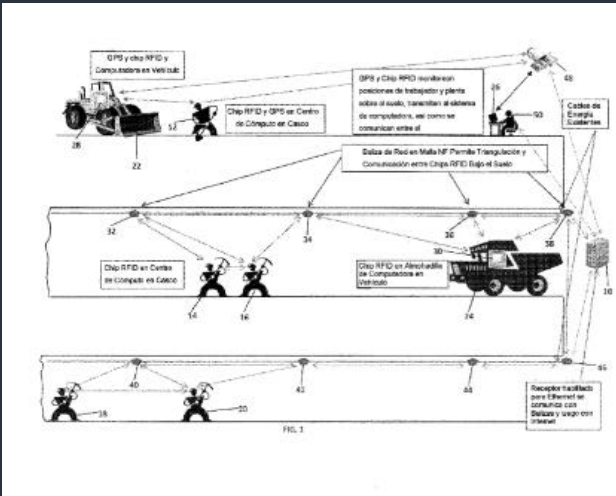 GPS y chip RFID y
Computadora en Vehículo
48
GPS y Chip RFID monitorean
posiciones de trabajador y planta
sobre el suelo, transmiten al sistema
de computadora, así como se
comunican entre el
26
50
Cables de
Energía
Existentes
Chip RFID y GPS en Centro
de Cómputo en Casco
12
28
22
Baliza de Red en Malla NF Permite Triangulación y
Comunicación entre Chips RFID Bajo el Suelo
32
34
36
38
30
Chip RFID en Centro
de Cómputo en Casco
Chip RFID en Almohadilla
de Computadora en
Vehículo
10
14
16
24
40
42
44
46
18
20
Receptor habilitado
para Ethernet se
comunica con
Balizas y luego con
Internet
FIG. 1